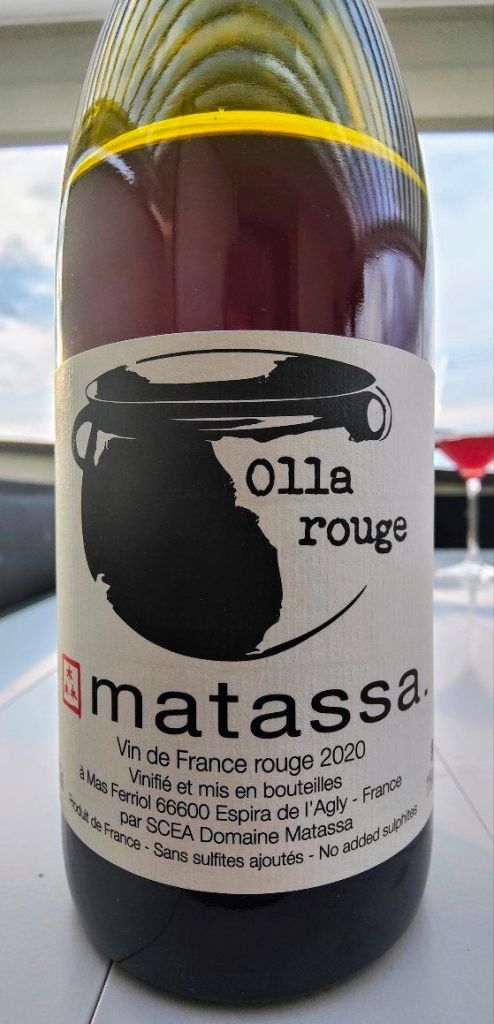 Olla
rouge
matassa.
Vin de France rouge 2020
Vinifié et mis en bouteilles
à Mas Ferriol 66600 Espira de l'Agly - France
par SCEA Domaine Matassa
Produit de France - Sans sulfites ajoutés - No added sulphites